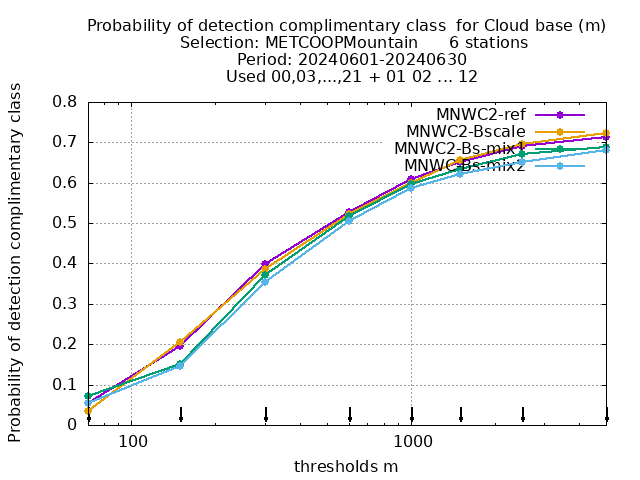 Probability of detection complimentary class  for Cloud base (m)
Selection: METCOOPMountain      6 stations
Period: 20240601-20240630
Used 00,03,...,21 + 01 02 ... 12
Probability of detection complimentary class
0.8
0.7
0.6
0.5
0.4
0.3
0.2
0.1
0
MNWC2-ref
MNWC2-Bscale
MNWC2-Bs-mix1
MNWC-Bs-mix2
100
1000
thresholds m